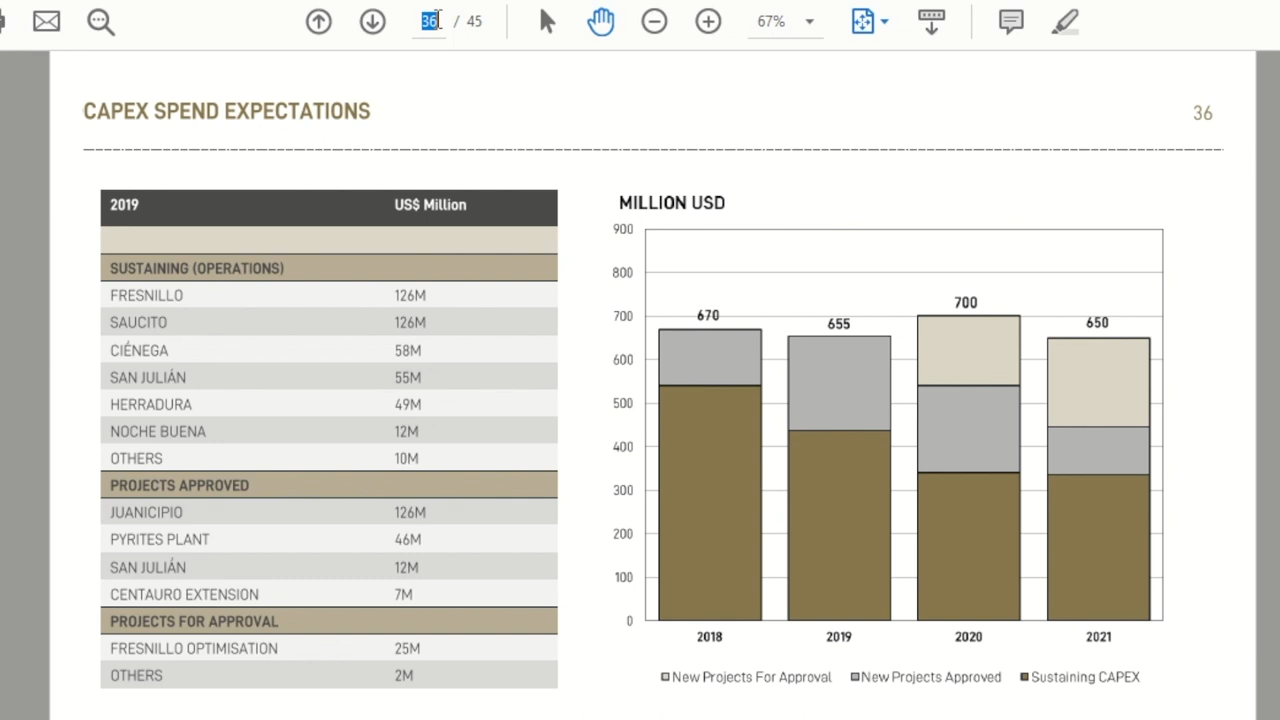 36 / 45 67%
CAPEX SPEND EXPECTATIONS 36
2019 US$ Million
SUSTAINING (OPERATIONS)
FRESNILLO 126M
SAUCITO 126M
CIÉNEGA 58M
SAN JULIÁN 55M
HERRADURA 49M
NOCHE BUENA 12M
OTHERS 10M
PROJECTS APPROVED
JUANICIPIO 126M
PYRITES PLANT 46M
SAN JULIÁN 12M
CENTAURO EXTENSION 7M
PROJECTS FOR APPROVAL
FRESNILLO OPTIMISATION 25M
OTHERS 2M
MILLION USD
900
800
700
600
500
400
300
200
100
0
670 655 700 650
2018 2019 2020 2021
New Projects For Approval New Projects Approved Sustaining CAPEX